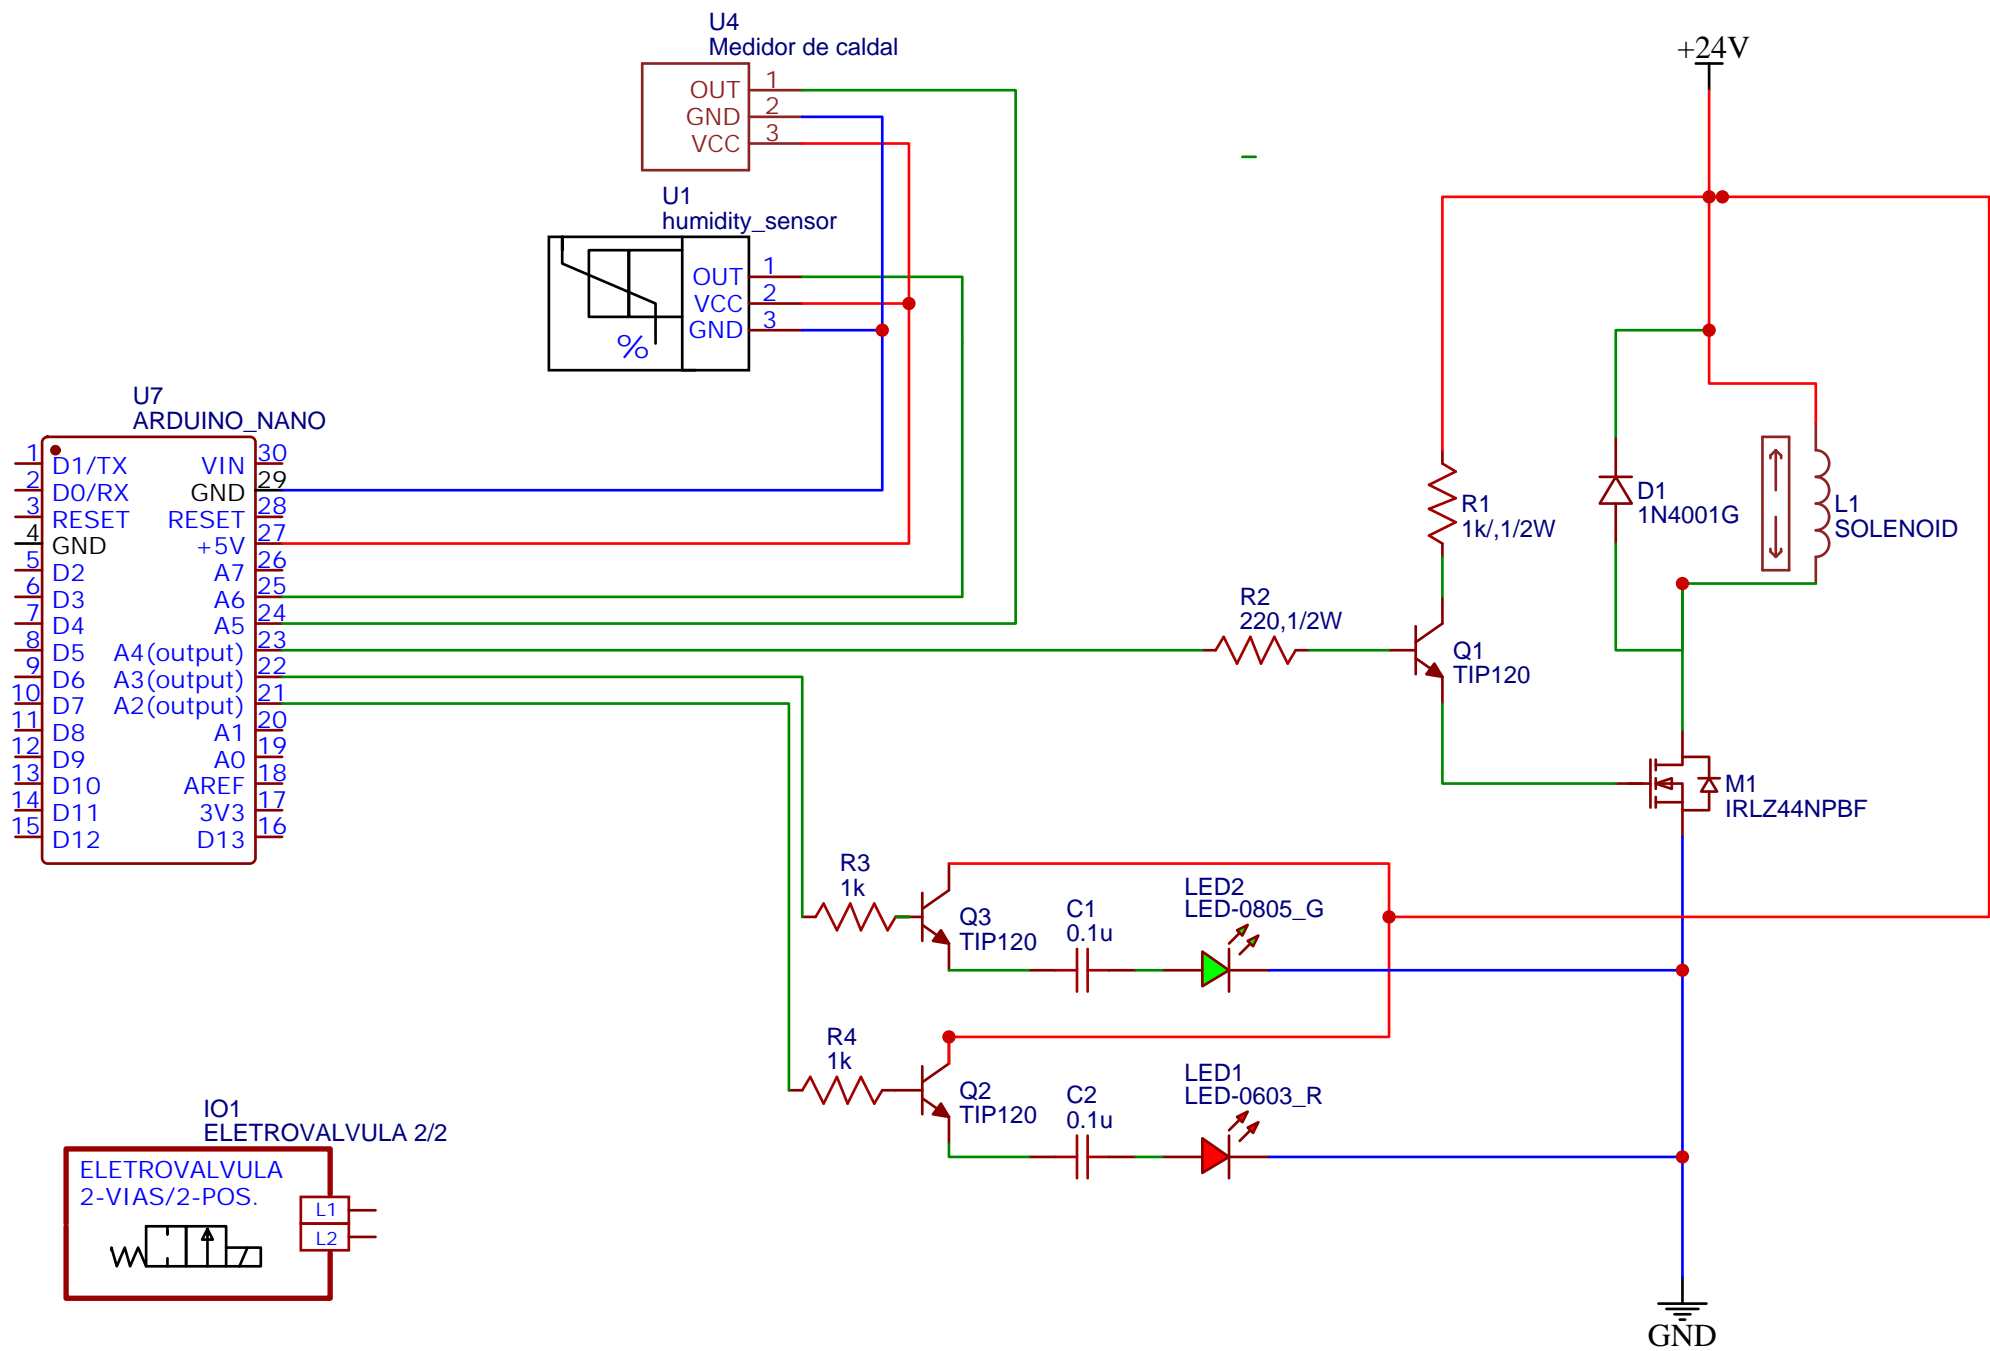 U4
Medidor de caldal
OUT 1
GND 2
VCC 3
U1
humidity_sensor
OUT 1
VCC 2
GND 3
%
U7
ARDUINO_NANO
1 D1/TX VIN 30
2 D0/RX GND 29
3 RESET RESET 28
4 GND +5V 27
5 D2 A7 26
6 D3 A6 25
7 D4 A5 24
8 D5 A4(output) 23
9 D6 A3(output) 22
10 D7 A2(output) 21
11 D8 A1 20
12 D9 A0 19
13 D10 AREF 18
14 D11 3V3 17
15 D12 D13 16
+24V
R1
1k/,1/2W
D1
1N4001G
L1
SOLENOID
R2
220,1/2W
Q1
TIP120
M1
IRLZ44NPBF
R3
1k
Q3
TIP120
C1
0.1u
LED2
LED-0805_G
R4
1k
Q2
TIP120
C2
0.1u
LED1
LED-0603_R
IO1
ELETROVALVULA 2/2
ELETROVALVULA
2-VIAS/2-POS.
L1
L2
GND